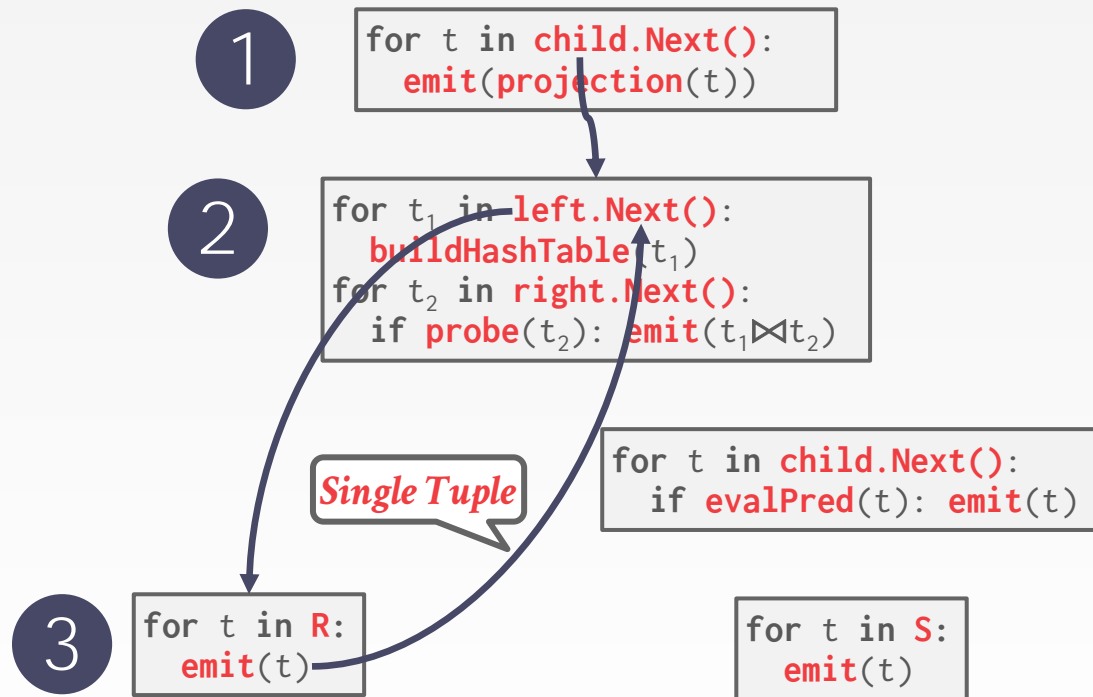 1
for t in child.Next():
emit(projection(t))
2
for t₁ in left.Next():
buildHashTable(t₁)
for t₂ in right.Next():
if probe(t₂): emit(t₁⨝t₂)
for t in child.Next():
if evalPred(t): emit(t)
Single Tuple
3
for t in R:
emit(t)
for t in S:
emit(t)